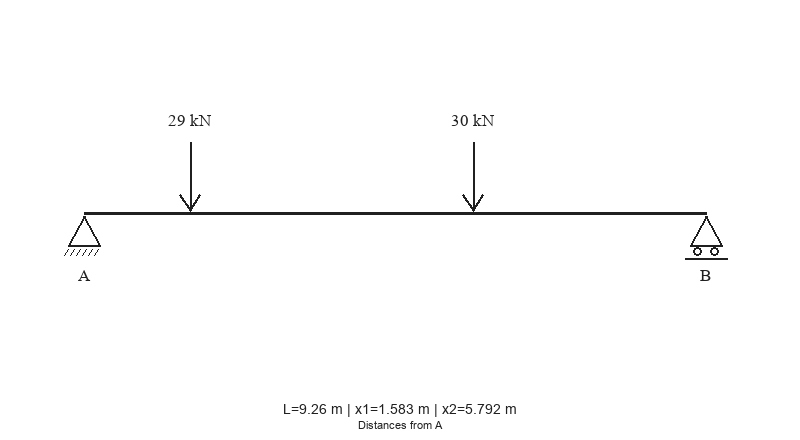 29 kN 30 kN
A B
L=9.26 m | x1=1.583 m | x2=5.792 m
Distances from A